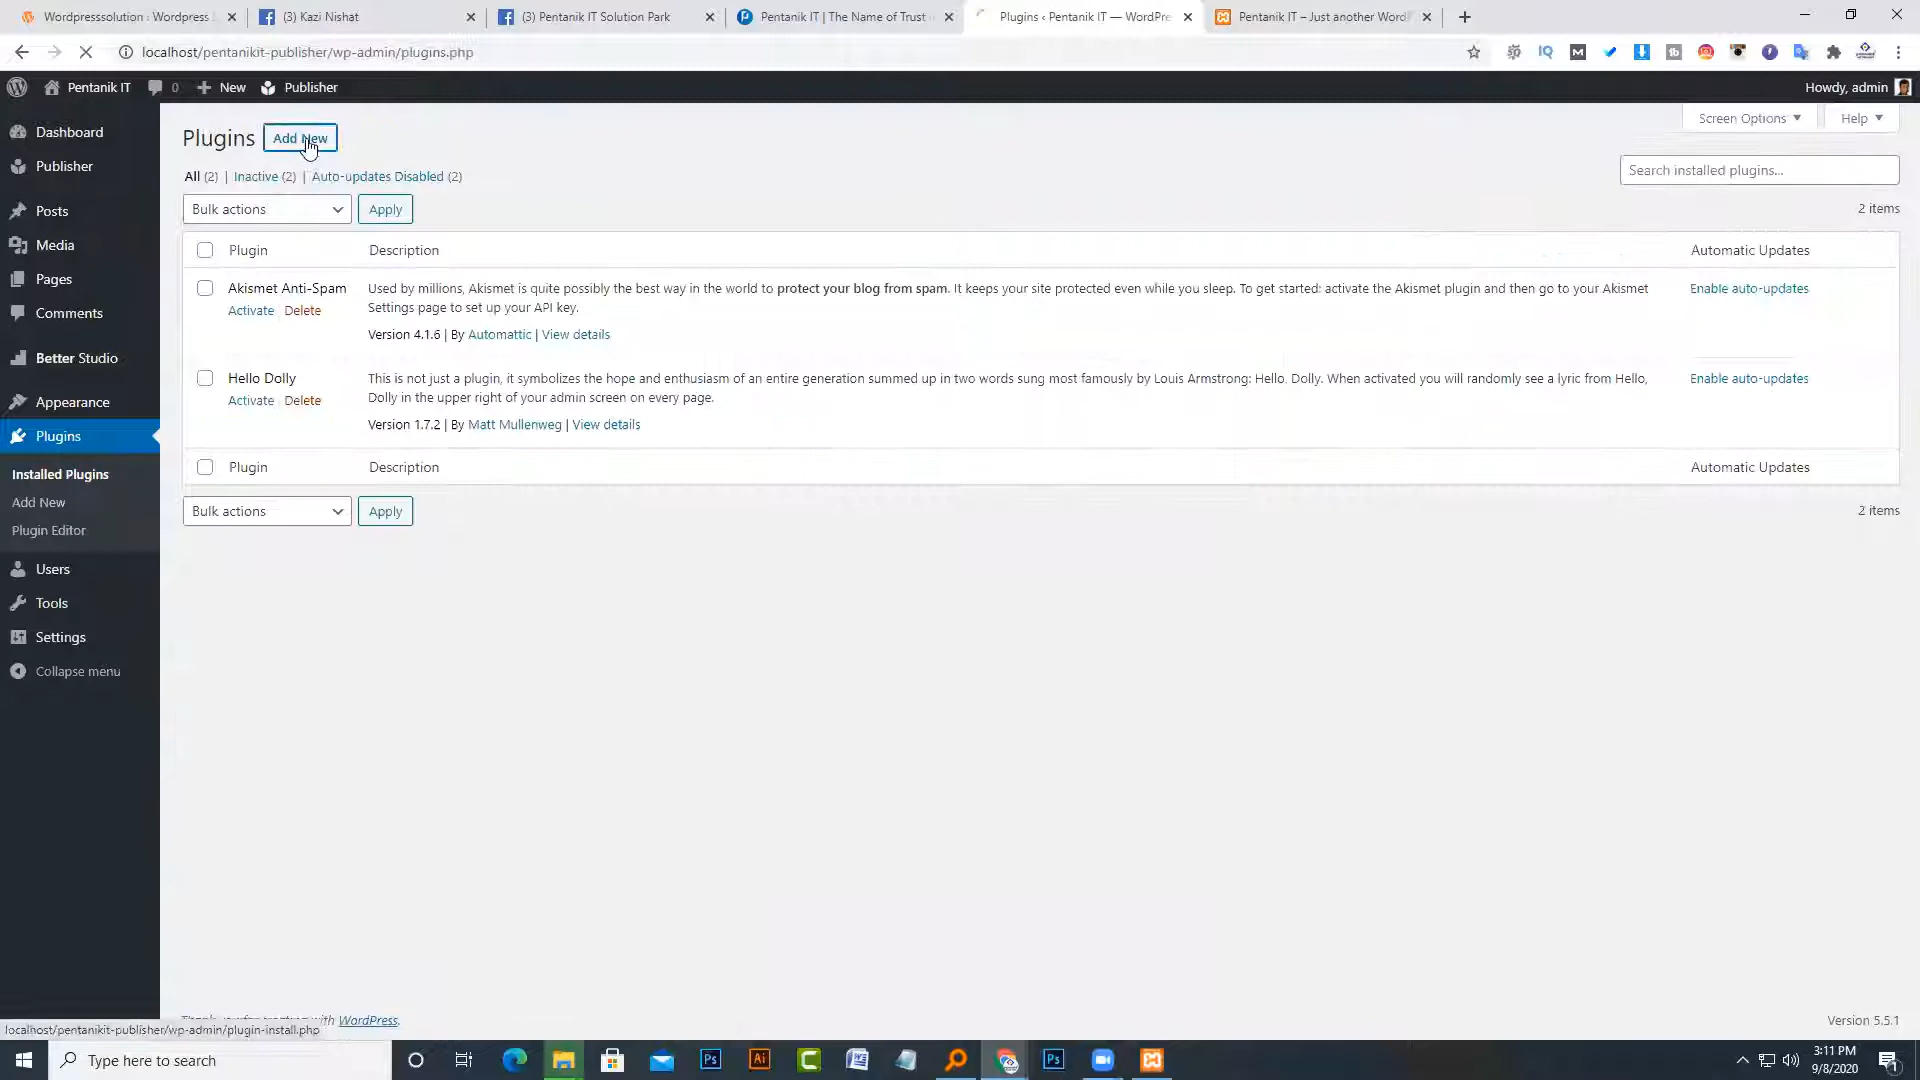 Wordpresssolution : Wordpress
(3) Kazi Nishat
(3) Pentanik IT Solution Park
Pentanik IT | The Name of Trust
Plugins ‹ Pentanik IT — WordPre
Pentanik IT – Just another Word
localhost/pentanikit-publisher/wp-admin/plugins.php
Pentanik IT
0
New
Publisher
Howdy, admin
Dashboard
Publisher
Posts
Media
Pages
Comments
Better Studio
Appearance
Plugins
Installed Plugins
Add New
Plugin Editor
Users
Tools
Settings
Collapse menu
Plugins
Add New
Screen Options
Help
Search installed plugins...
All (2) | Inactive (2) | Auto-updates Disabled (2)
Bulk actions
Apply
2 items
Plugin
Description
Automatic Updates
Akismet Anti-Spam
Activate Delete
Used by millions, Akismet is quite possibly the best way in the world to protect your blog from spam. It keeps your site protected even while you sleep. To get started: activate the Akismet plugin and then go to your Akismet
Settings page to set up your API key.
Version 4.1.6 | By Automattic | View details
Enable auto-updates
Hello Dolly
Activate Delete
This is not just a plugin, it symbolizes the hope and enthusiasm of an entire generation summed up in two words sung most famously by Louis Armstrong: Hello, Dolly. When activated you will randomly see a lyric from Hello,
Dolly in the upper right of your admin screen on every page.
Version 1.7.2 | By Matt Mullenweg | View details
Enable auto-updates
Plugin
Description
Automatic Updates
Bulk actions
Apply
2 items
with WordPress.
Version 5.5.1
localhost/pentanikit-publisher/wp-admin/plugin-install.php
Type here to search
3:11 PM
9/8/2020